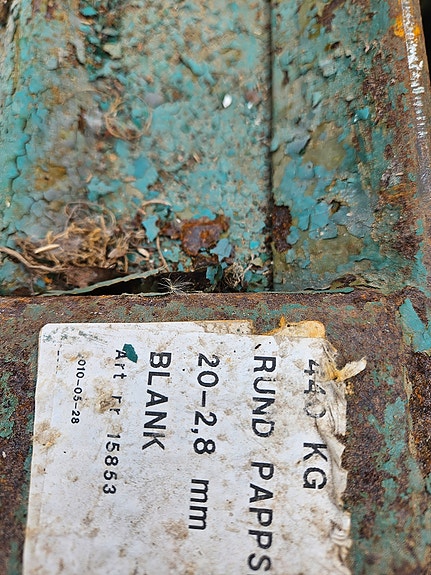 440 KG
RUND PAPPS
20-2,8 mm
BLANK
Art nr 15853
010-05-28